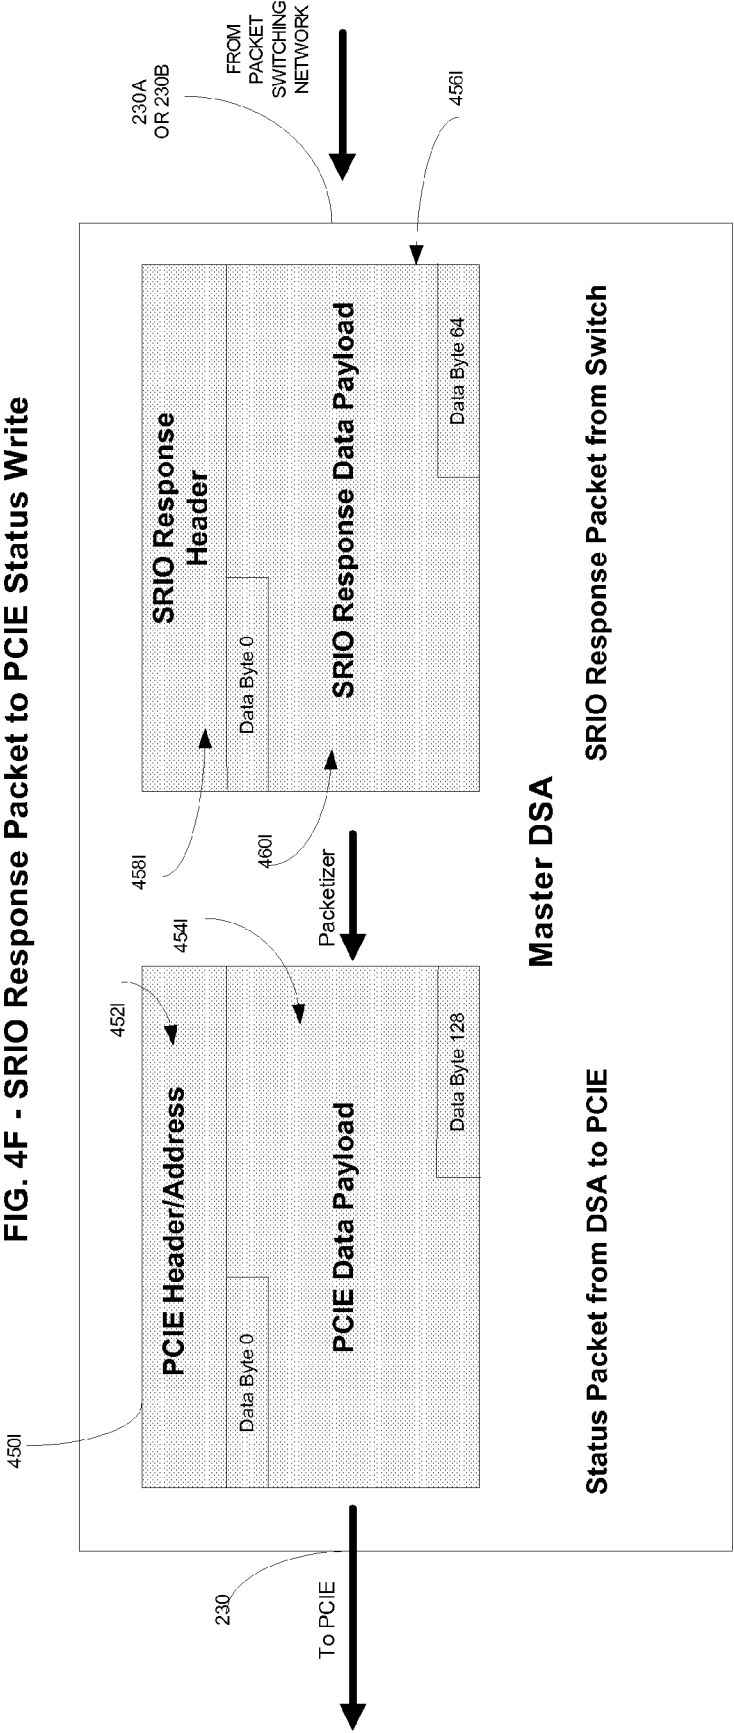 FIG. 4F - SRIO Response Packet to PCIE Status Write
450I
452I
454I
458I
460I
230A
OR 230B
FROM
PACKET
SWITCHING
NETWORK
456I
PCIE Header/Address
Data Byte 0
PCIE Data Payload
Data Byte 128
Packetizer
SRIO Response
Header
Data Byte 0
SRIO Response Data Payload
Data Byte 64
230
To PCIE
Master DSA
Status Packet from DSA to PCIE
SRIO Response Packet from Switch